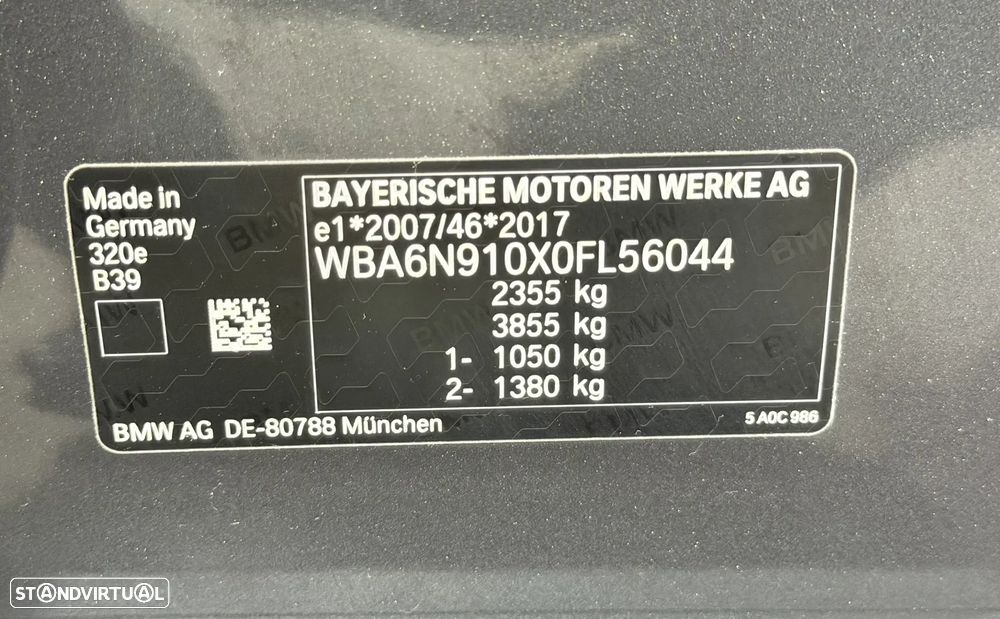 Made in
Germany
320e
B39
BAYERISCHE MOTOREN WERKE AG
e1*2007/46*2017
WBA6N910X0FL56044
2355 kg
3855 kg
1- 1050 kg
2- 1380 kg
BMW AG DE-80788 München
5 A0C 986
STANDVIRTUAL